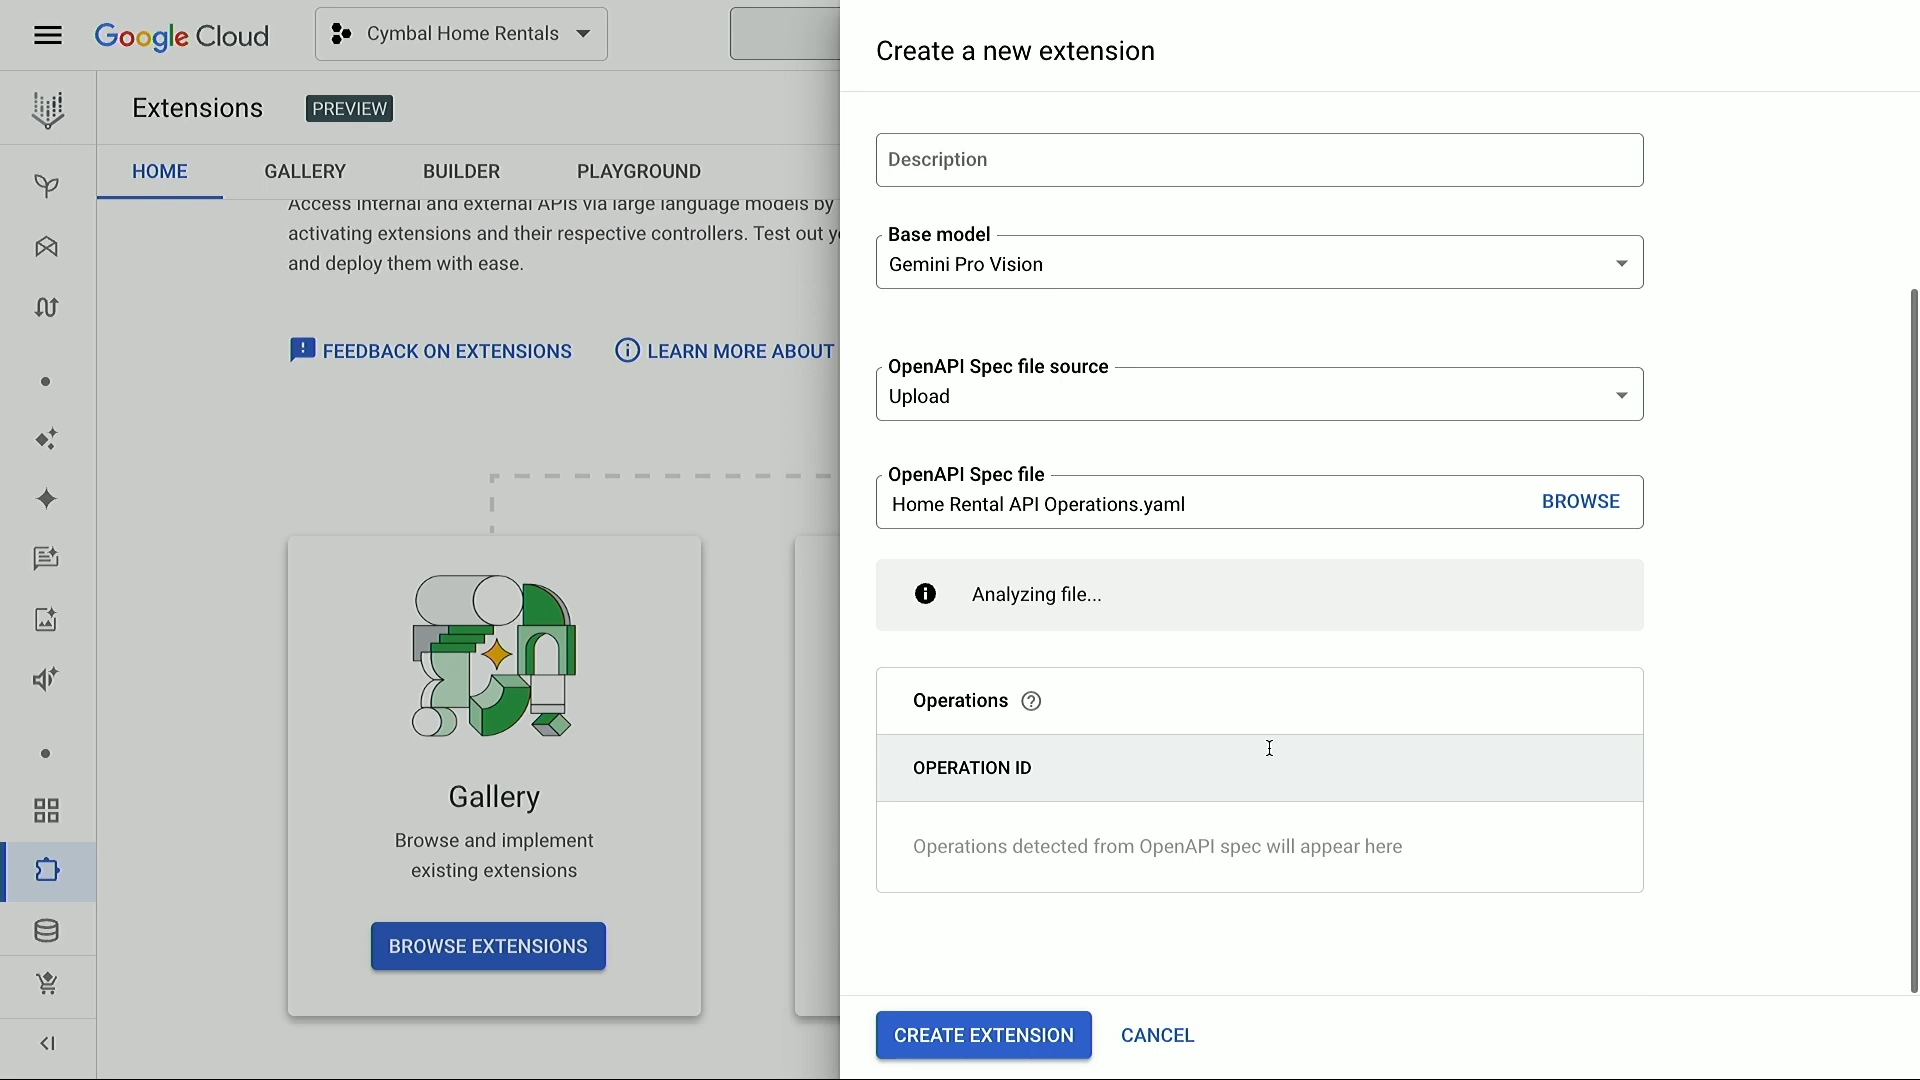 Google Cloud
Cymbal Home Rentals
Extensions
PREVIEW
HOME
GALLERY
BUILDER
PLAYGROUND
Access internal and external APIs via large language models by
activating extensions and their respective controllers. Test out
and deploy them with ease.
FEEDBACK ON EXTENSIONS
LEARN MORE ABOUT
Gallery
Browse and implement
existing extensions
BROWSE EXTENSIONS
Create a new extension
Description
Base model
Gemini Pro Vision
OpenAPI Spec file source
Upload
OpenAPI Spec file
Home Rental API Operations.yaml
BROWSE
Analyzing file...
Operations
OPERATION ID
Operations detected from OpenAPI spec will appear here
CREATE EXTENSION
CANCEL